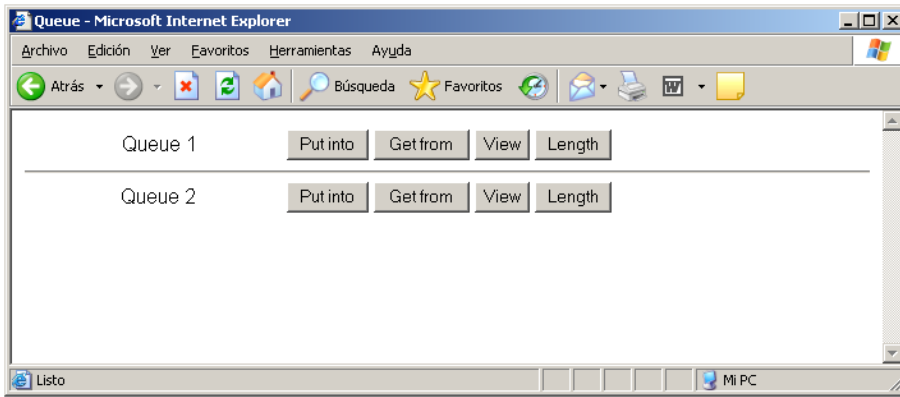 Queue - Microsoft Internet Explorer
Archivo Edición Ver Favoritos Herramientas Ayuda
Atrás Búsqueda Favoritos
Queue 1 Put into Get from View Length
Queue 2 Put into Get from View Length
Listo Mi PC